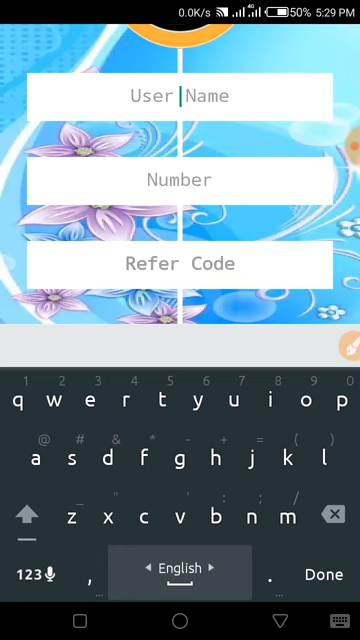 0.0K/s 4G 50% 5:29 PM
User Name
Number
Refer Code
1 2 3 4 5 6 7 8 9 0
q w e r t y u i o p
@ # & * - + = ( )
a s d f g h j k l
_ " ' : ; /
z x c v b n m
123 , English . Done
... ...